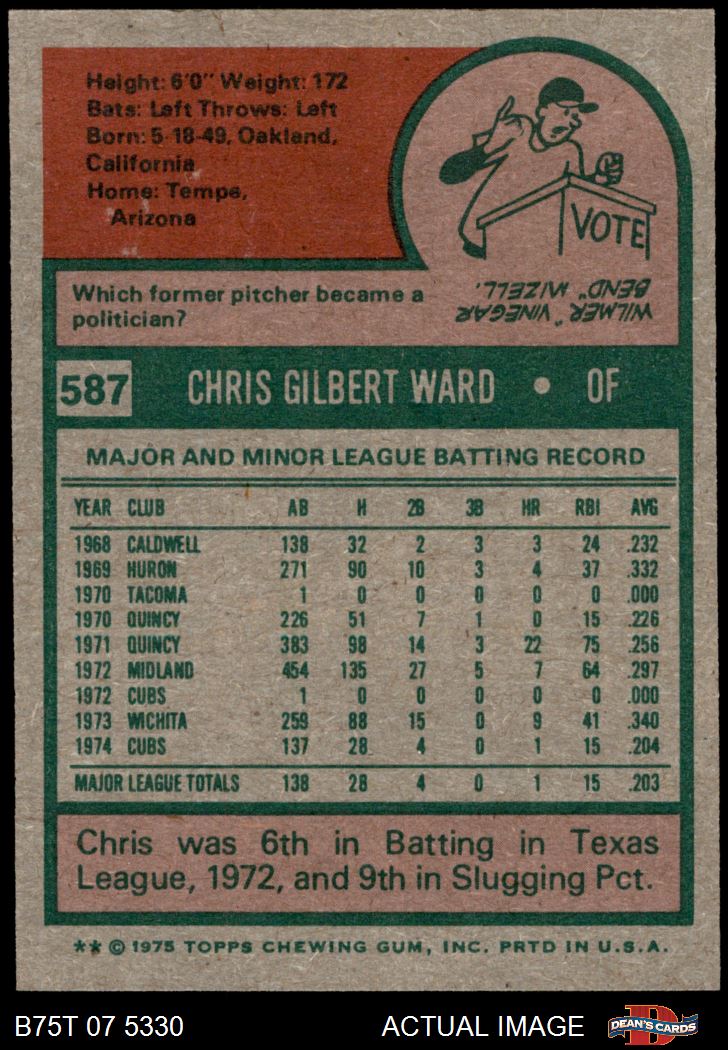 Height: 6'0" Weight: 172
Bats: Left Throws: Left
Born: 5-18-49, Oakland,
California
Home: Tempe,
Arizona
VOTE
Which former pitcher became a
politician?
WILMER "VINEGAR
BEND" MIZELL.
587 CHRIS GILBERT WARD • OF
MAJOR AND MINOR LEAGUE BATTING RECORD
YEAR CLUB AB H 2B 3B HR RBI AVG
1968 CALDWELL 138 32 2 3 3 24 .232
1969 HURON 271 90 10 3 4 37 .332
1970 TACOMA 1 0 0 0 0 0 .000
1970 QUINCY 226 51 7 1 0 15 .226
1971 QUINCY 383 98 14 3 22 75 .256
1972 MIDLAND 454 135 27 5 7 64 .297
1972 CUBS 1 0 0 0 0 0 .000
1973 WICHITA 259 88 15 0 9 41 .340
1974 CUBS 137 28 4 0 1 15 .204
MAJOR LEAGUE TOTALS 138 28 4 0 1 15 .203
Chris was 6th in Batting in Texas
League, 1972, and 9th in Slugging Pct.
** © 1975 TOPPS CHEWING GUM, INC. PRTD IN U.S.A.
B75T 07 5330 ACTUAL IMAGE D DEAN'S CARDS